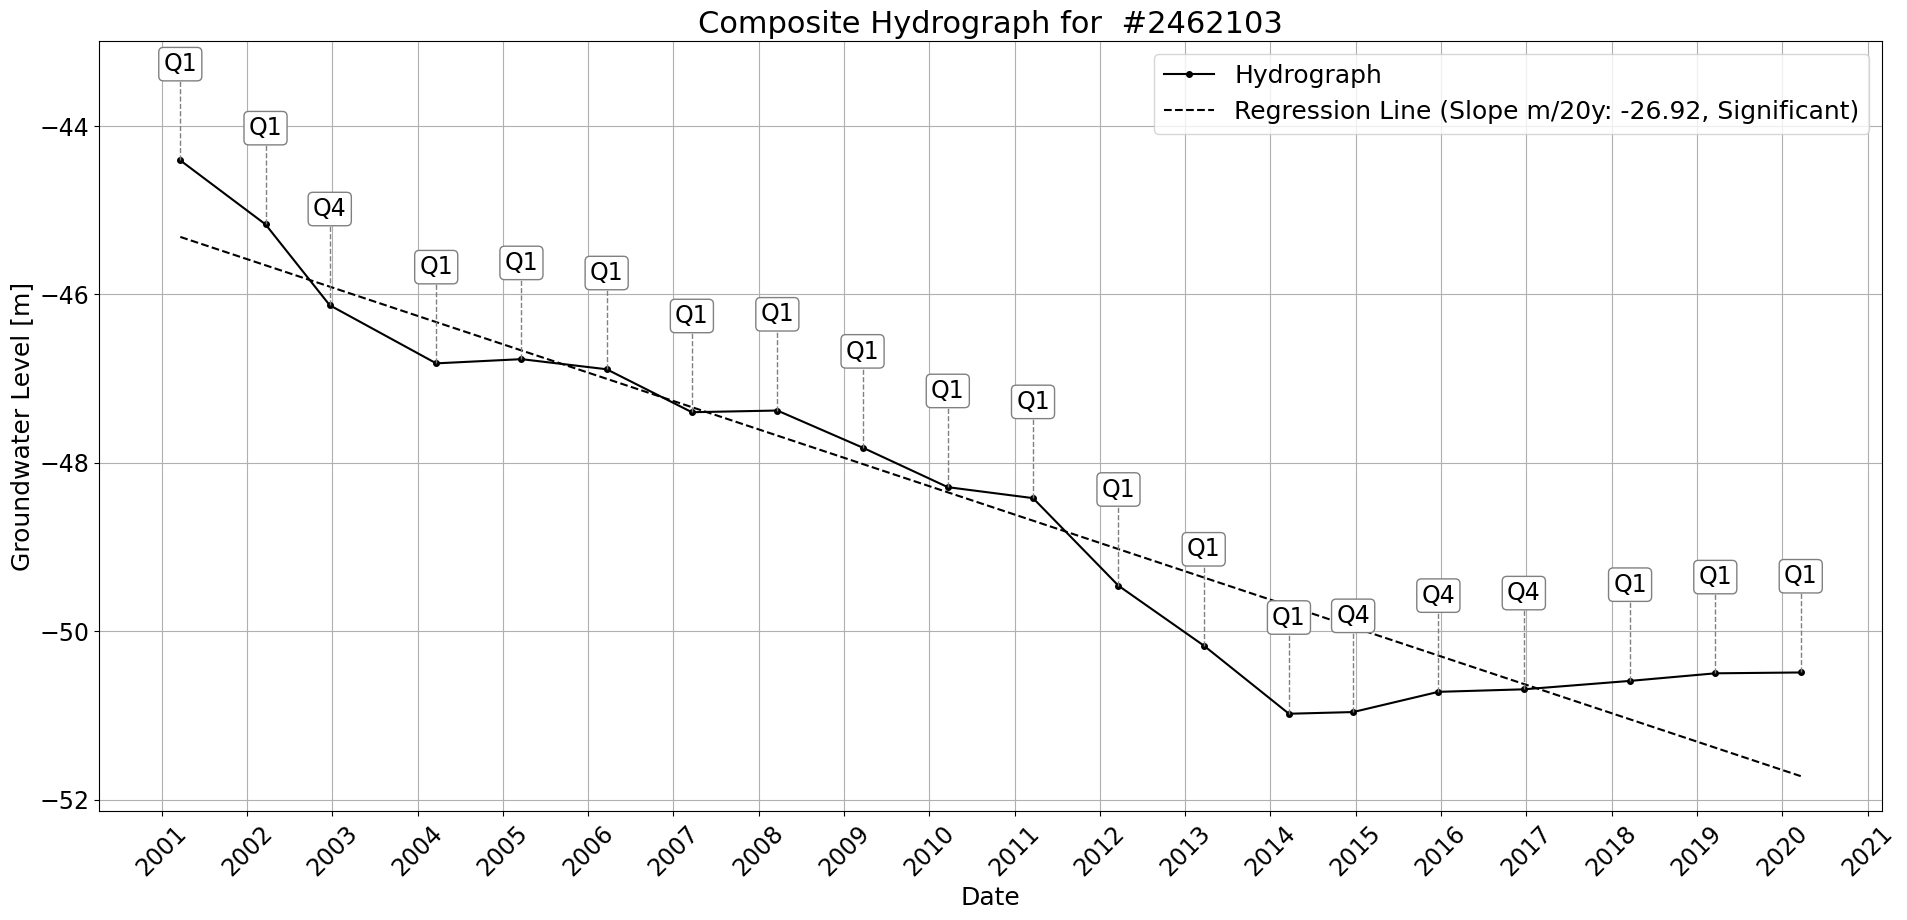 Composite Hydrograph for  #2462103
Hydrograph
Regression Line (Slope m/20y: -26.92, Significant)
Groundwater Level [m]
−44
−46
−48
−50
−52
Q1
Q1
Q4
Q1
Q1
Q1
Q1
Q1
Q1
Q1
Q1
Q1
Q1
Q1
Q4
Q4
Q4
Q1
Q1
Q1
2001
2002
2003
2004
2005
2006
2007
2008
2009
2010
2011
2012
2013
2014
2015
2016
2017
2018
2019
2020
2021
Date